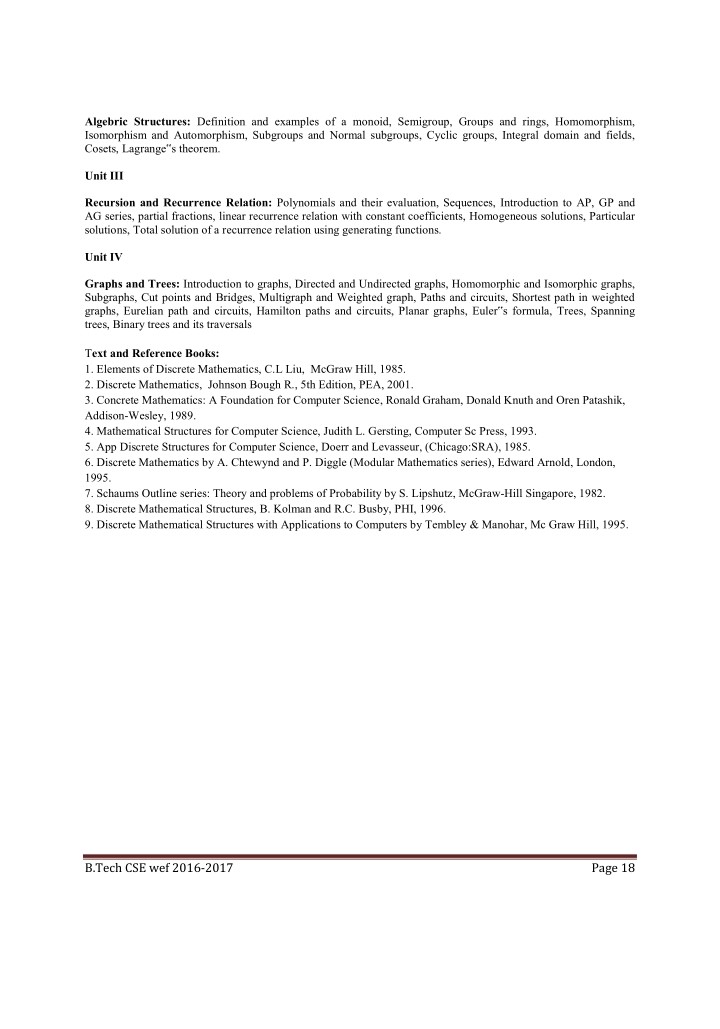 Algebric Structures: Definition and examples of a monoid, Semigroup, Groups and rings, Homomorphism,
Isomorphism and Automorphism, Subgroups and Normal subgroups, Cyclic groups, Integral domain and fields,
Cosets, Lagrange‟s theorem.
Unit III
Recursion and Recurrence Relation: Polynomials and their evaluation, Sequences, Introduction to AP, GP and
AG series, partial fractions, linear recurrence relation with constant coefficients, Homogeneous solutions, Particular
solutions, Total solution of a recurrence relation using generating functions.
Unit IV
Graphs and Trees: Introduction to graphs, Directed and Undirected graphs, Homomorphic and Isomorphic graphs,
Subgraphs, Cut points and Bridges, Multigraph and Weighted graph, Paths and circuits, Shortest path in weighted
graphs, Eurelian path and circuits, Hamilton paths and circuits, Planar graphs, Euler‟s formula, Trees, Spanning
trees, Binary trees and its traversals
Text and Reference Books:
1. Elements of Discrete Mathematics, C.L Liu, McGraw Hill, 1985.
2. Discrete Mathematics, Johnson Bough R., 5th Edition, PEA, 2001.
3. Concrete Mathematics: A Foundation for Computer Science, Ronald Graham, Donald Knuth and Oren Patashik,
Addison-Wesley, 1989.
4. Mathematical Structures for Computer Science, Judith L. Gersting, Computer Sc Press, 1993.
5. App Discrete Structures for Computer Science, Doerr and Levasseur, (Chicago:SRA), 1985.
6. Discrete Mathematics by A. Chtewynd and P. Diggle (Modular Mathematics series), Edward Arnold, London,
1995.
7. Schaums Outline series: Theory and problems of Probability by S. Lipshutz, McGraw-Hill Singapore, 1982.
8. Discrete Mathematical Structures, B. Kolman and R.C. Busby, PHI, 1996.
9. Discrete Mathematical Structures with Applications to Computers by Tembley & Manohar, Mc Graw Hill, 1995.
B.Tech CSE wef 2016-2017 Page 18